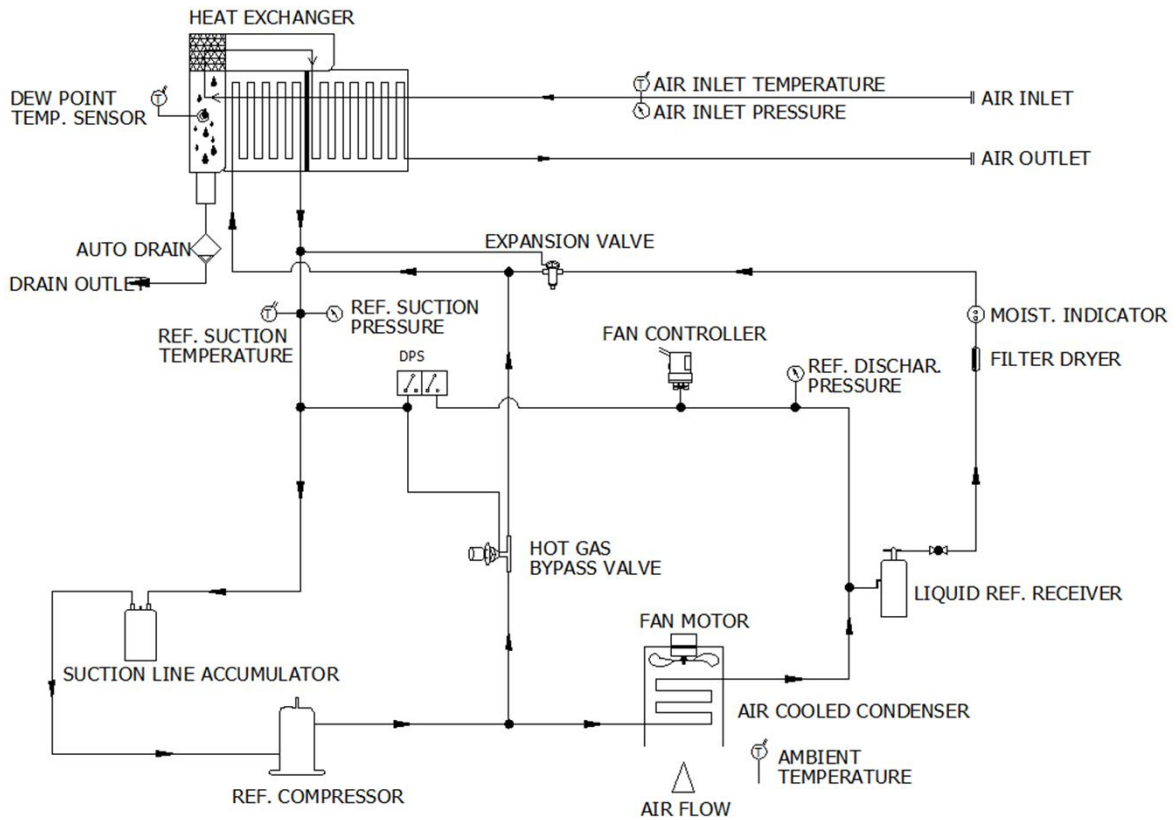 HEAT EXCHANGER
DEW POINT
TEMP. SENSOR
T
T
AIR INLET TEMPERATURE
AIR INLET PRESSURE
AIR INLET
AIR OUTLET
AUTO DRAIN
DRAIN OUTLET
EXPANSION VALVE
T
REF. SUCTION
PRESSURE
REF. SUCTION
TEMPERATURE
DPS
FAN CONTROLLER
REF. DISCHAR.
PRESSURE
MOIST. INDICATOR
FILTER DRYER
HOT GAS
BYPASS VALVE
LIQUID REF. RECEIVER
FAN MOTOR
SUCTION LINE ACCUMULATOR
AIR COOLED CONDENSER
T
AMBIENT
TEMPERATURE
REF. COMPRESSOR
AIR FLOW